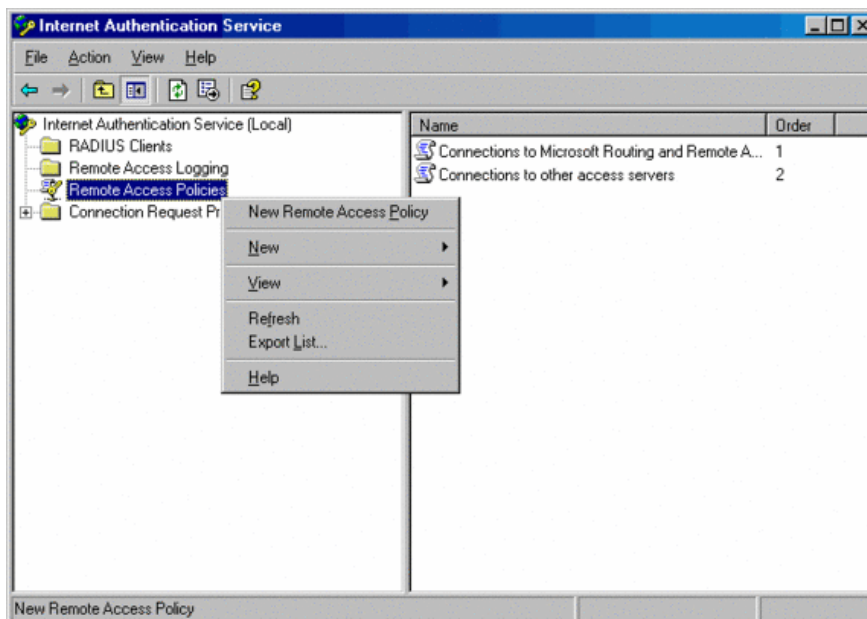 Internet Authentication Service
File Action View Help
Internet Authentication Service (Local)
RADIUS Clients
Remote Access Logging
Remote Access Policies
Connection Request Pr
New Remote Access Policy
New
View
Refresh
Export List...
Help
Name Order
Connections to Microsoft Routing and Remote A... 1
Connections to other access servers 2
New Remote Access Policy